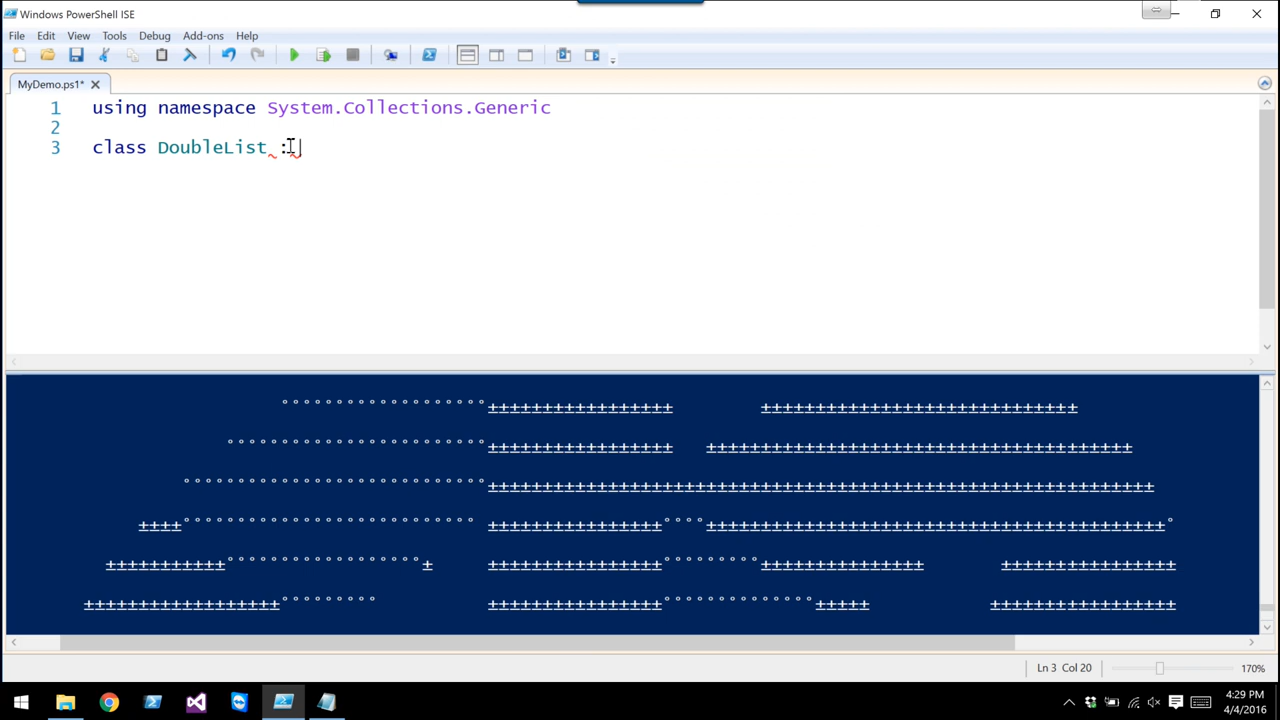 Windows PowerShell ISE
File Edit View Tools Debug Add-ons Help
MyDemo.ps1*
1 using namespace System.Collections.Generic
2
3 class DoubleList :
Ln 3 Col 20
170%
4:29 PM
4/4/2016